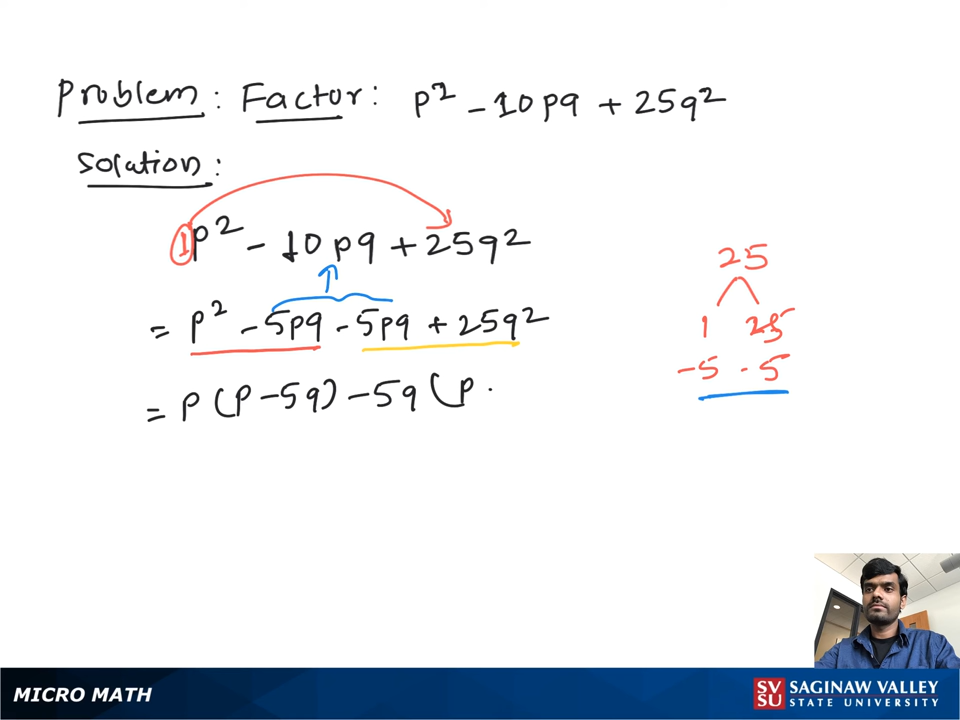 Problem : Factor : p² - 10pq + 25q²
Solation :
1p² - 10pq + 25q²
25
= p² - 5pq - 5pq + 25q²
1 25
-5 -5
= p (p - 5q) - 5q (p -
MICRO MATH
SVSU SAGINAW VALLEY
STATE UNIVERSITY